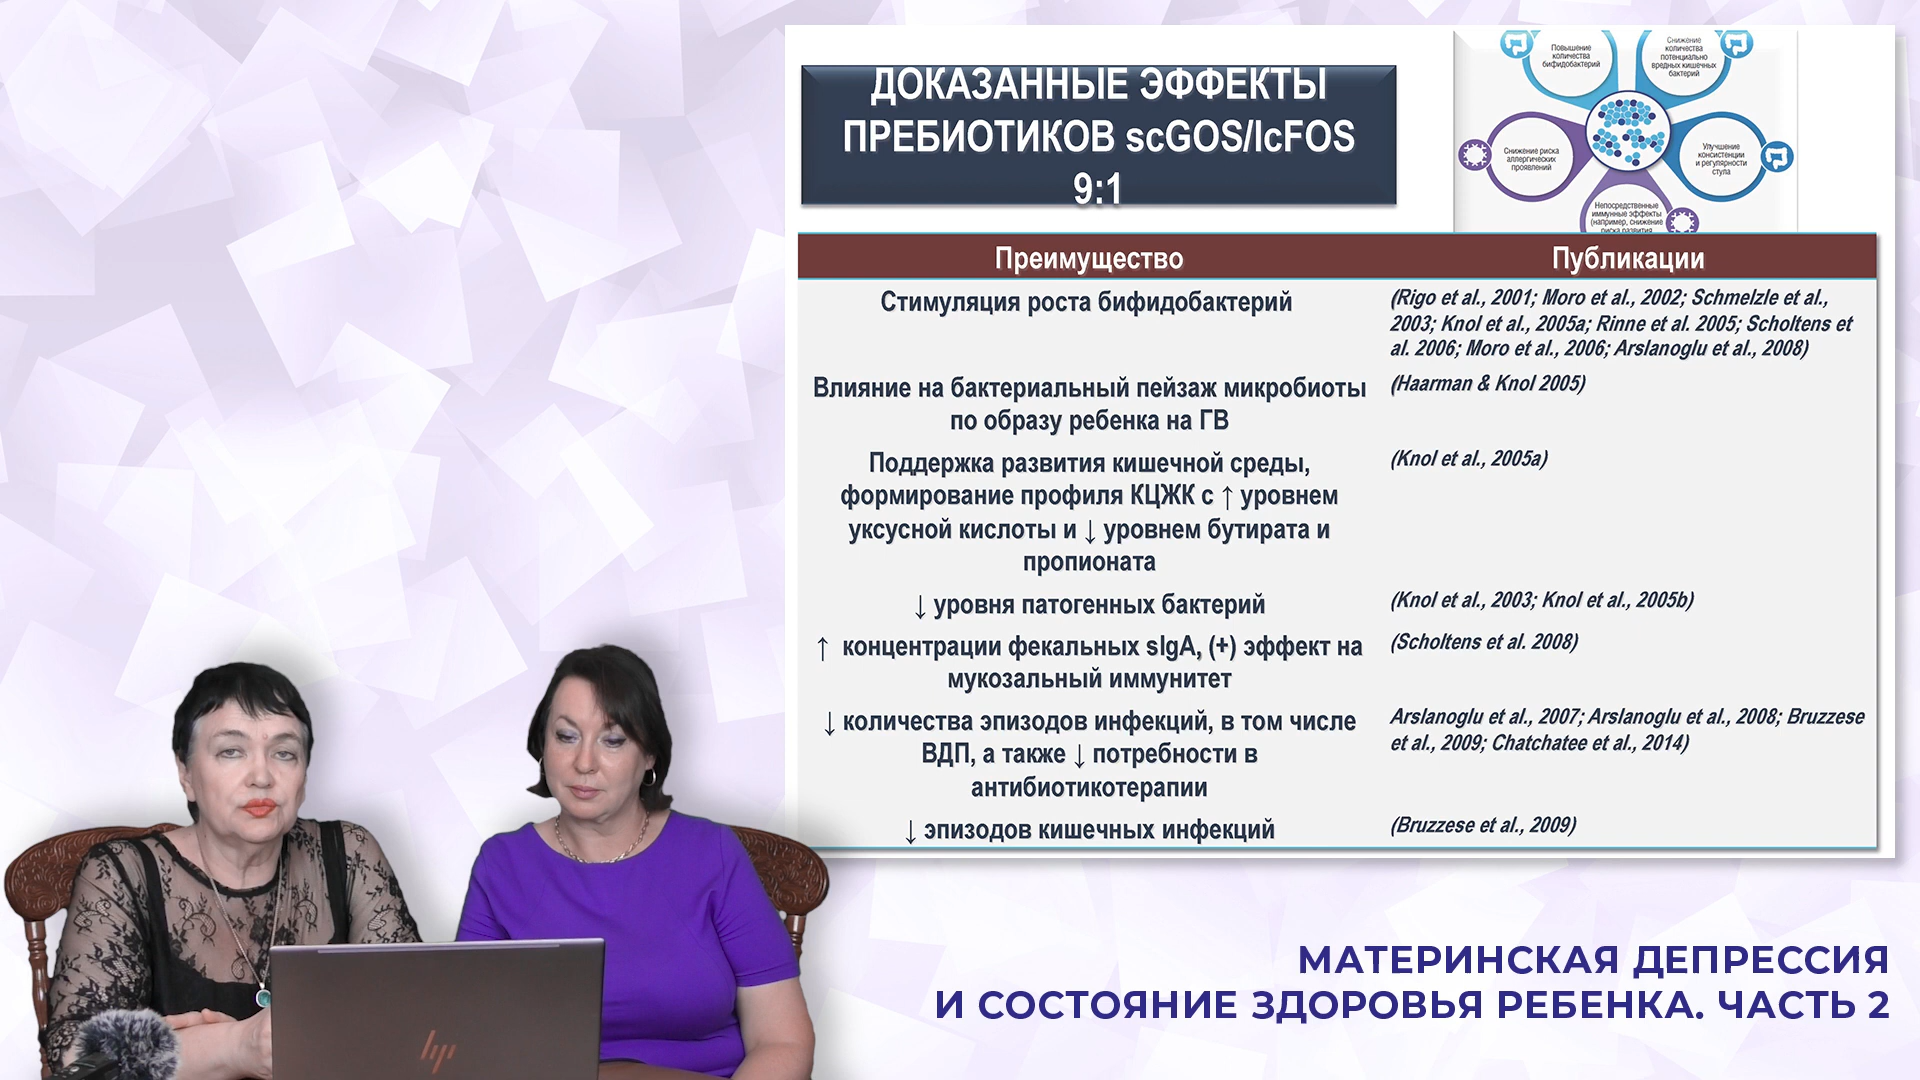 ДОКАЗАННЫЕ ЭФФЕКТЫ
ПРЕБИОТИКОВ scGOS/lcFOS
9:1
Повышение
количества
бифидобактерий
Снижение
количества
потенциально
вредных кишечных
бактерий
Снижение риска
аллергических
проявлений
Улучшение
консистенции
и регулярности
стула
Непосредственные
иммунные эффекты
(например, снижение
риска развития
Преимущество
Публикации
Стимуляция роста бифидобактерий
(Rigo et al., 2001; Moro et al., 2002; Schmelzle et al.,
2003; Knol et al., 2005a; Rinne et al. 2005; Scholtens et
al. 2006; Moro et al., 2006; Arslanoglu et al., 2008)
Влияние на бактериальный пейзаж микробиоты
по образу ребенка на ГВ
(Haarman & Knol 2005)
Поддержка развития кишечной среды,
формирование профиля КЦЖК с ↑ уровнем
уксусной кислоты и ↓ уровнем бутирата и
пропионата
(Knol et al., 2005a)
↓ уровня патогенных бактерий
(Knol et al., 2003; Knol et al., 2005b)
↑ концентрации фекальных sIgA, (+) эффект на
мукозальный иммунитет
(Scholtens et al. 2008)
↓ количества эпизодов инфекций, в том числе
ВДП, а также ↓ потребности в
антибиотикотерапии
Arslanoglu et al., 2007; Arslanoglu et al., 2008; Bruzzese
et al., 2009; Chatchatee et al., 2014)
↓ эпизодов кишечных инфекций
(Bruzzese et al., 2009)
hp
МАТЕРИНСКАЯ ДЕПРЕССИЯ
И СОСТОЯНИЕ ЗДОРОВЬЯ РЕБЕНКА. ЧАСТЬ 2